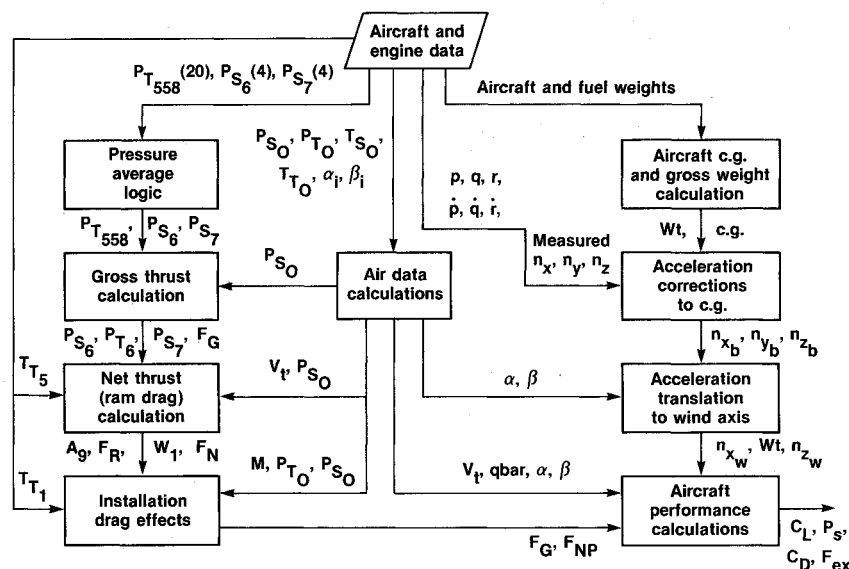 Aircraft and
engine data
P_T558(20), P_S6(4), P_S7(4)
Aircraft and fuel weights
Pressure
average
logic
P_SO, P_TO, T_SO,
T_TO, α_i, β_i
p, q, r,
ṗ, q̇, ṙ,
Aircraft c.g.
and gross weight
calculation
P_T558, P_S6, P_S7
Wt, c.g.
Measured
n_x, n_y, n_z
Gross thrust
calculation
P_SO
Air data
calculations
Acceleration
corrections
to c.g.
P_S6, P_T6, P_S7, F_G
n_xb, n_yb, n_zb
T_T5
Net thrust
(ram drag)
calculation
V_t, P_SO
α, β
Acceleration
translation
to wind axis
A_9, F_R, W_1, F_N
n_xw, Wt, n_zw
T_T1
Installation
drag effects
M, P_TO, P_SO
V_t, qbar, α, β
Aircraft
performance
calculations
F_G, F_NP
C_L, P_s,
C_D, F_ex